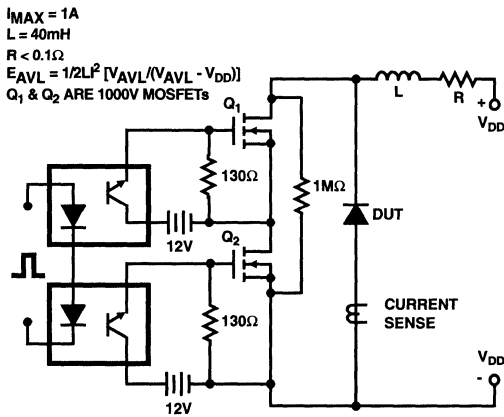 IMAX = 1A
L = 40mH
R < 0.1Ω
EAVL = 1/2LI² [VAVL/(VAVL - VDD)]
Q1 & Q2 ARE 1000V MOSFETs
Q1
L
R
+
VDD
130Ω
1MΩ
DUT
12V
Q2
130Ω
CURRENT
SENSE
VDD
-
12V